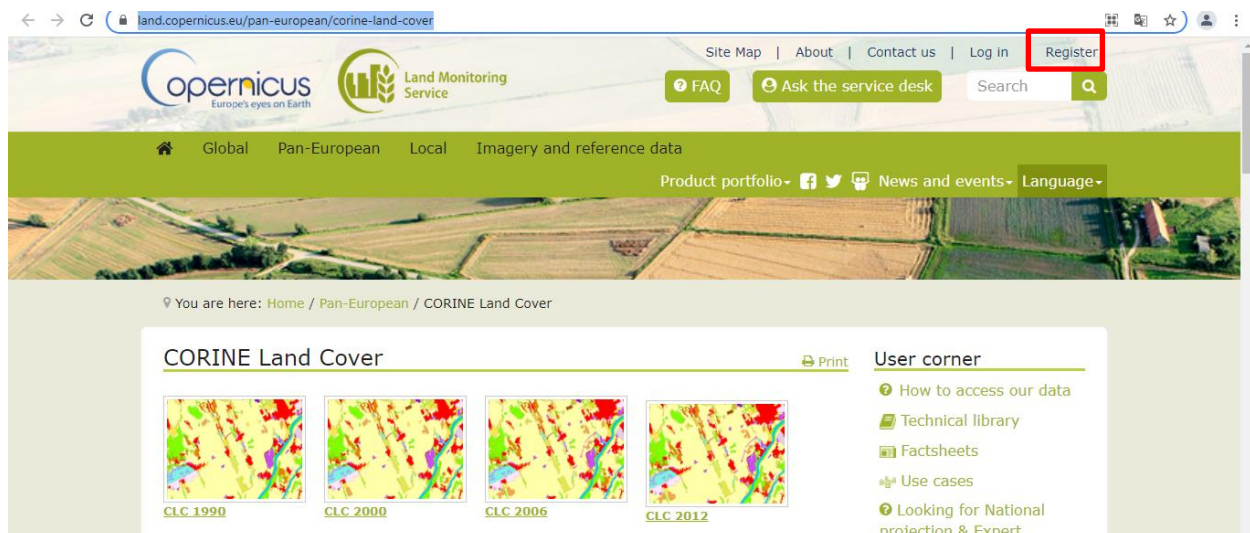 land.copernicus.eu/pan-european/corine-land-cover
Site Map | About | Contact us | Log in Register
opernicus
Europe's eyes on Earth
Land Monitoring
Service
FAQ
Ask the service desk
Search
Global Pan-European Local Imagery and reference data
Product portfolio News and events Language
You are here: Home / Pan-European / CORINE Land Cover
CORINE Land Cover
Print
CLC 1990 CLC 2000 CLC 2006 CLC 2012
User corner
How to access our data
Technical library
Factsheets
Use cases
Looking for National
projection & Expert